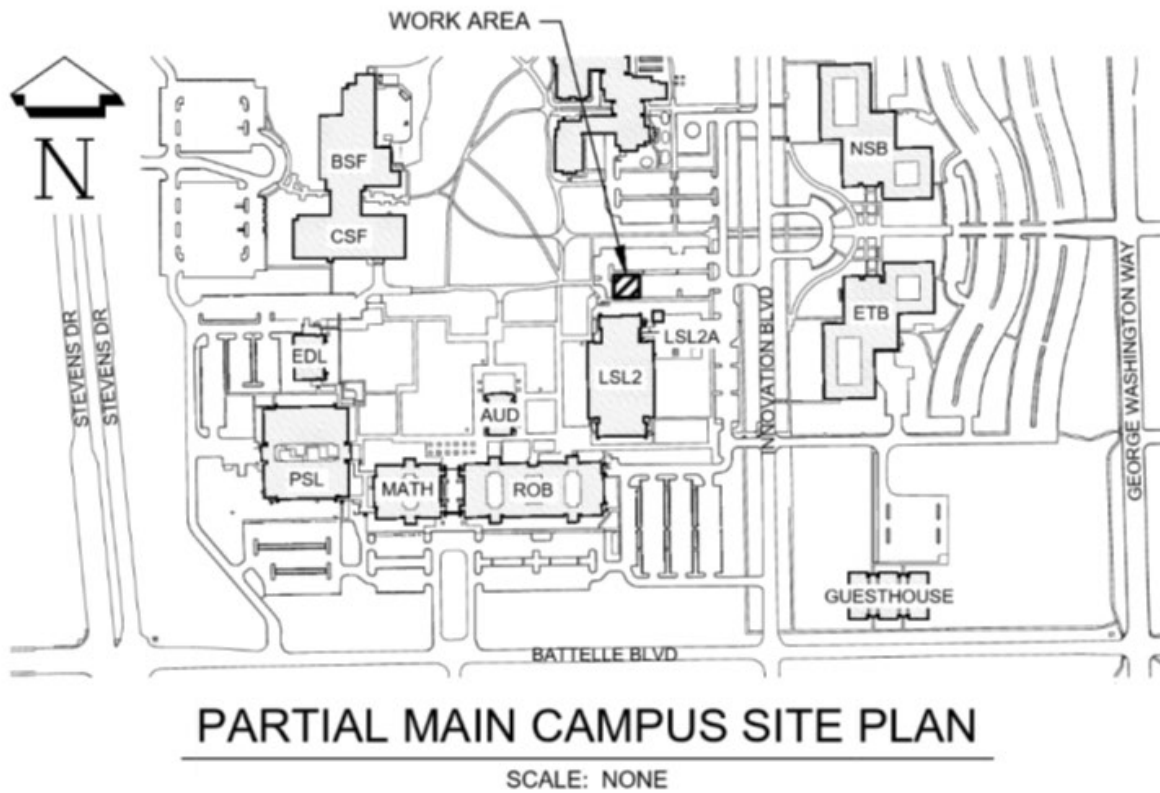 WORK AREA
N
BSF
NSB
CSF
STEVENS DR
STEVENS DR
EDL
LSL2A
INNOVATION BLVD
ETB
GEORGE WASHINGTON WAY
LSL2
AUD
PSL
MATH
ROB
GUESTHOUSE
BATTELLE BLVD
PARTIAL MAIN CAMPUS SITE PLAN
SCALE: NONE